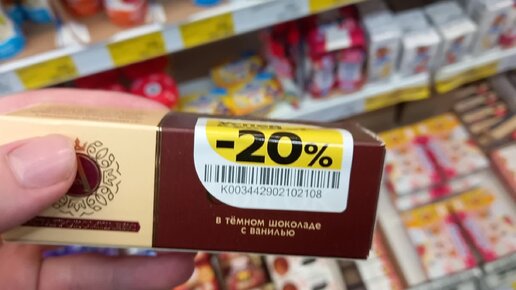 -20%
K003442902102108
В ТЁМНОМ ШОКОЛАДЕ
С ВАНИЛЬЮ